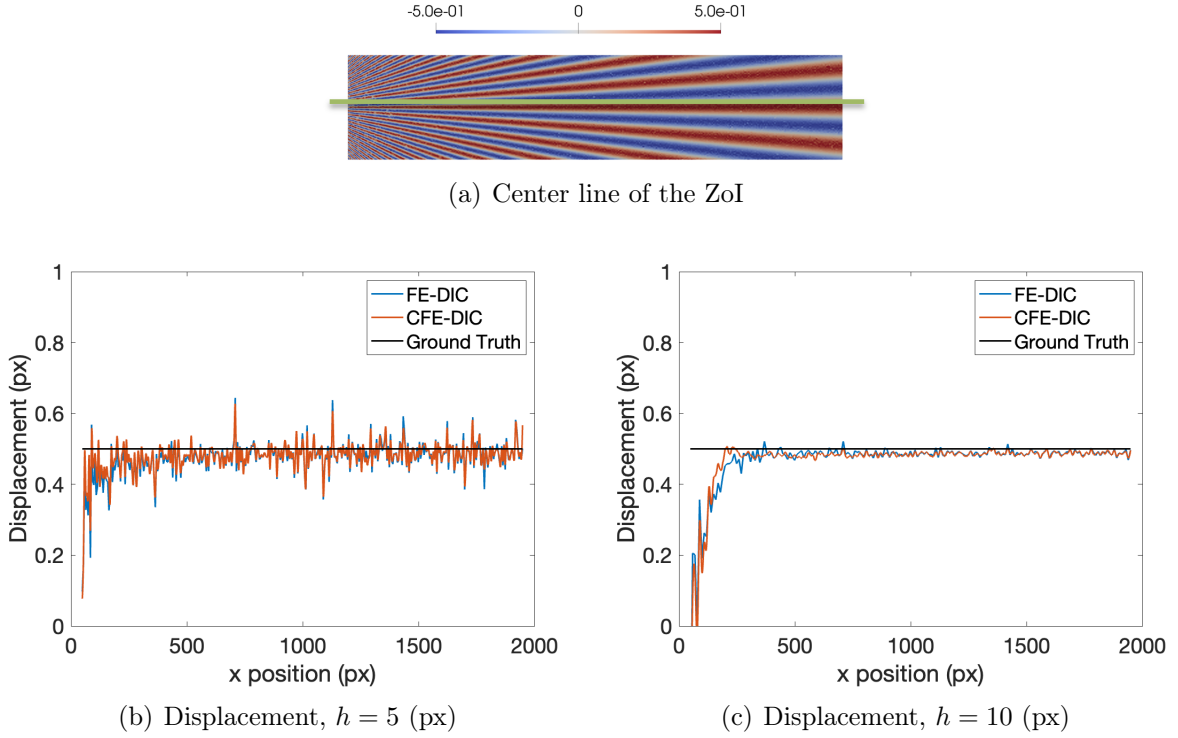 -5.0e-01 0 5.0e-01
(a) Center line of the ZoI
1
0.8
0.6
0.4
0.2
0
Displacement (px)
FE-DIC
CFE-DIC
Ground Truth
0 500 1000 1500 2000
x position (px)
(b) Displacement, h = 5 (px)
1
0.8
0.6
0.4
0.2
0
Displacement (px)
FE-DIC
CFE-DIC
Ground Truth
0 500 1000 1500 2000
x position (px)
(c) Displacement, h = 10 (px)